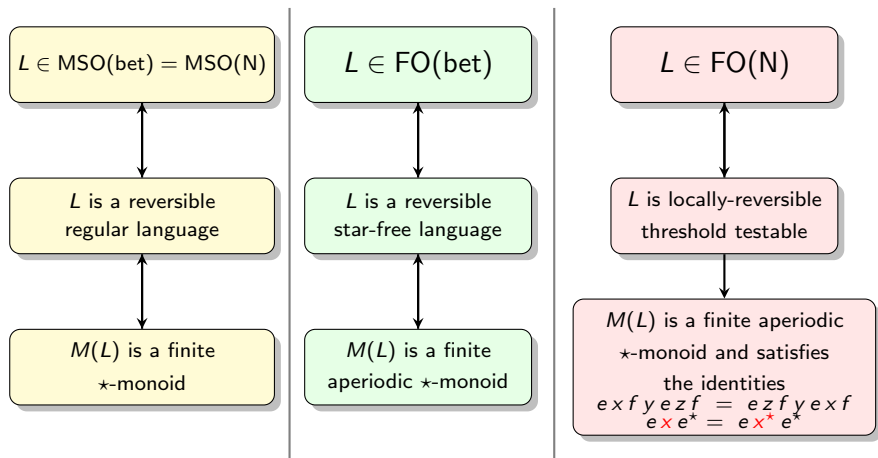 L ∈ MSO(bet) = MSO(N)
L is a reversible
regular language
M(L) is a finite
⋆-monoid
L ∈ FO(bet)
L is a reversible
star-free language
M(L) is a finite
aperiodic ⋆-monoid
L ∈ FO(N)
L is locally-reversible
threshold testable
M(L) is a finite aperiodic
⋆-monoid and satisfies
the identities
e x f y e z f = e z f y e x f
e x e⋆ = e x⋆ e⋆